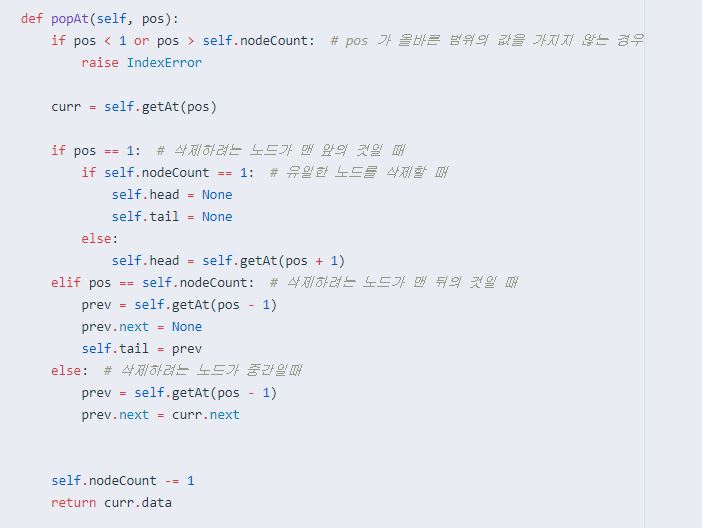 def popAt(self, pos):
    if pos < 1 or pos > self.nodeCount:  # pos 가 올바른 범위의 값을 가지지 않는 경우
        raise IndexError

    curr = self.getAt(pos)

    if pos == 1:  # 삭제하려는 노드가 맨 앞의 것일 때
        if self.nodeCount == 1:  # 유일한 노드를 삭제할 때
            self.head = None
            self.tail = None
        else:
            self.head = self.getAt(pos + 1)
    elif pos == self.nodeCount:  # 삭제하려는 노드가 맨 뒤의 것일 때
        prev = self.getAt(pos - 1)
        prev.next = None
        self.tail = prev
    else:  # 삭제하려는 노드가 중간일때
        prev = self.getAt(pos - 1)
        prev.next = curr.next


    self.nodeCount -= 1
    return curr.data